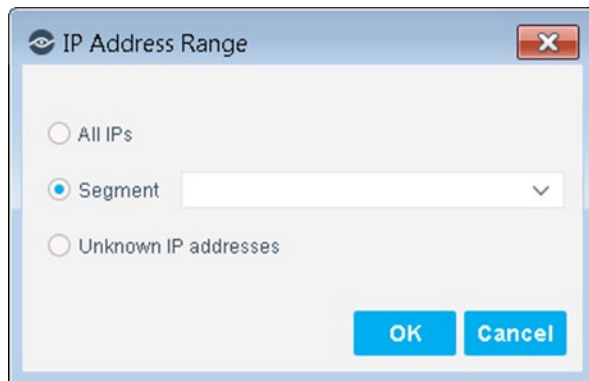 IP Address Range
All IPs
Segment
Unknown IP addresses
OK Cancel